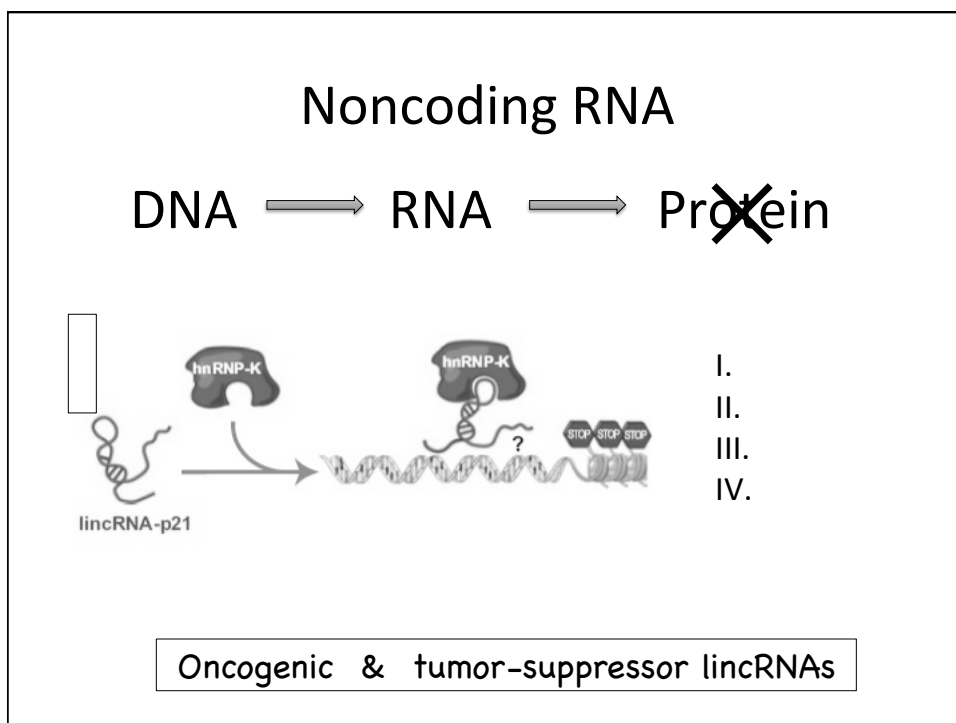 Noncoding RNA
DNA RNA Protein
hnRNP-K
hnRNP-K
?
STOP STOP STOP
lincRNA-p21
I.
II.
III.
IV.
Oncogenic & tumor-suppressor lincRNAs